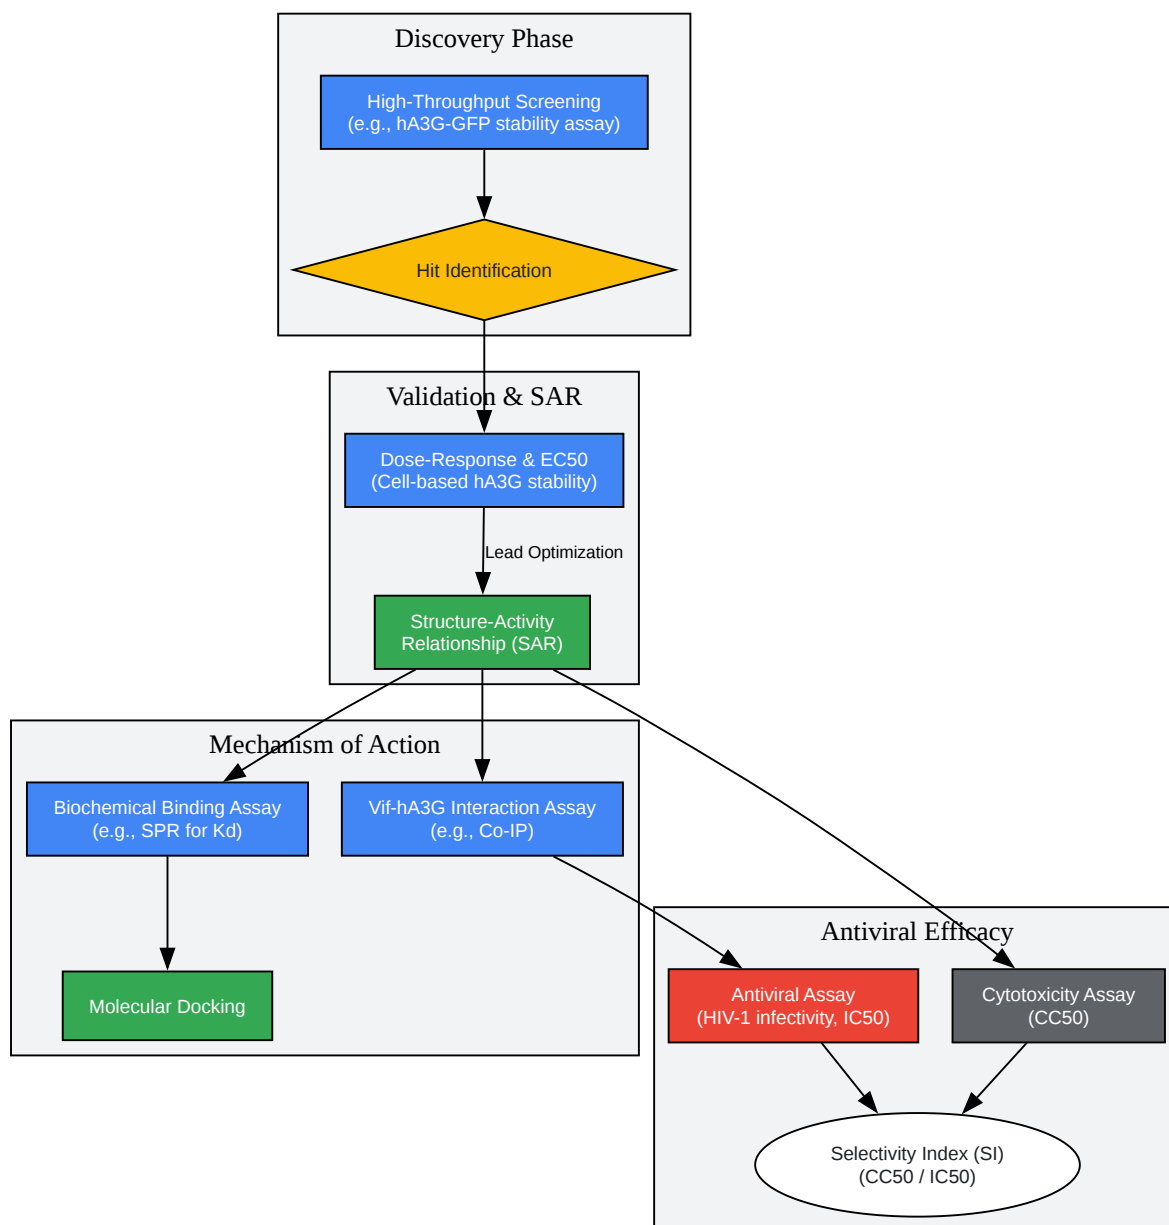 Discovery Phase
High-Throughput Screening
(e.g., hA3G-GFP stability assay)
Hit Identification
Validation & SAR
Dose-Response & EC50
(Cell-based hA3G stability)
Lead Optimization
Structure-Activity
Relationship (SAR)
Mechanism of Action
Biochemical Binding Assay
(e.g., SPR for Kd)
Vif-hA3G Interaction Assay
(e.g., Co-IP)
Molecular Docking
Antiviral Efficacy
Antiviral Assay
(HIV-1 infectivity, IC50)
Cytotoxicity Assay
(CC50)
Selectivity Index (SI)
(CC50 / IC50)